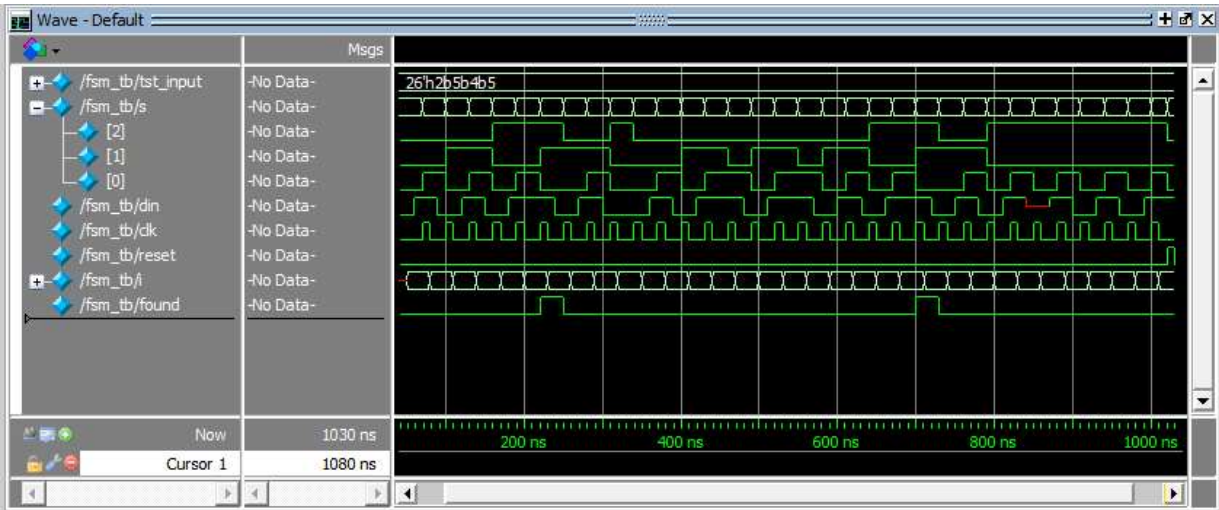 Wave - Default
Msgs
/fsm_tb/tst_input -No Data- 26'h2b5b4b5
/fsm_tb/s -No Data-
[2] -No Data-
[1] -No Data-
[0] -No Data-
/fsm_tb/din -No Data-
/fsm_tb/clk -No Data-
/fsm_tb/reset -No Data-
/fsm_tb/i -No Data-
/fsm_tb/found -No Data-
Now 1030 ns 200 ns 400 ns 600 ns 800 ns 1000 ns
Cursor 1 1080 ns